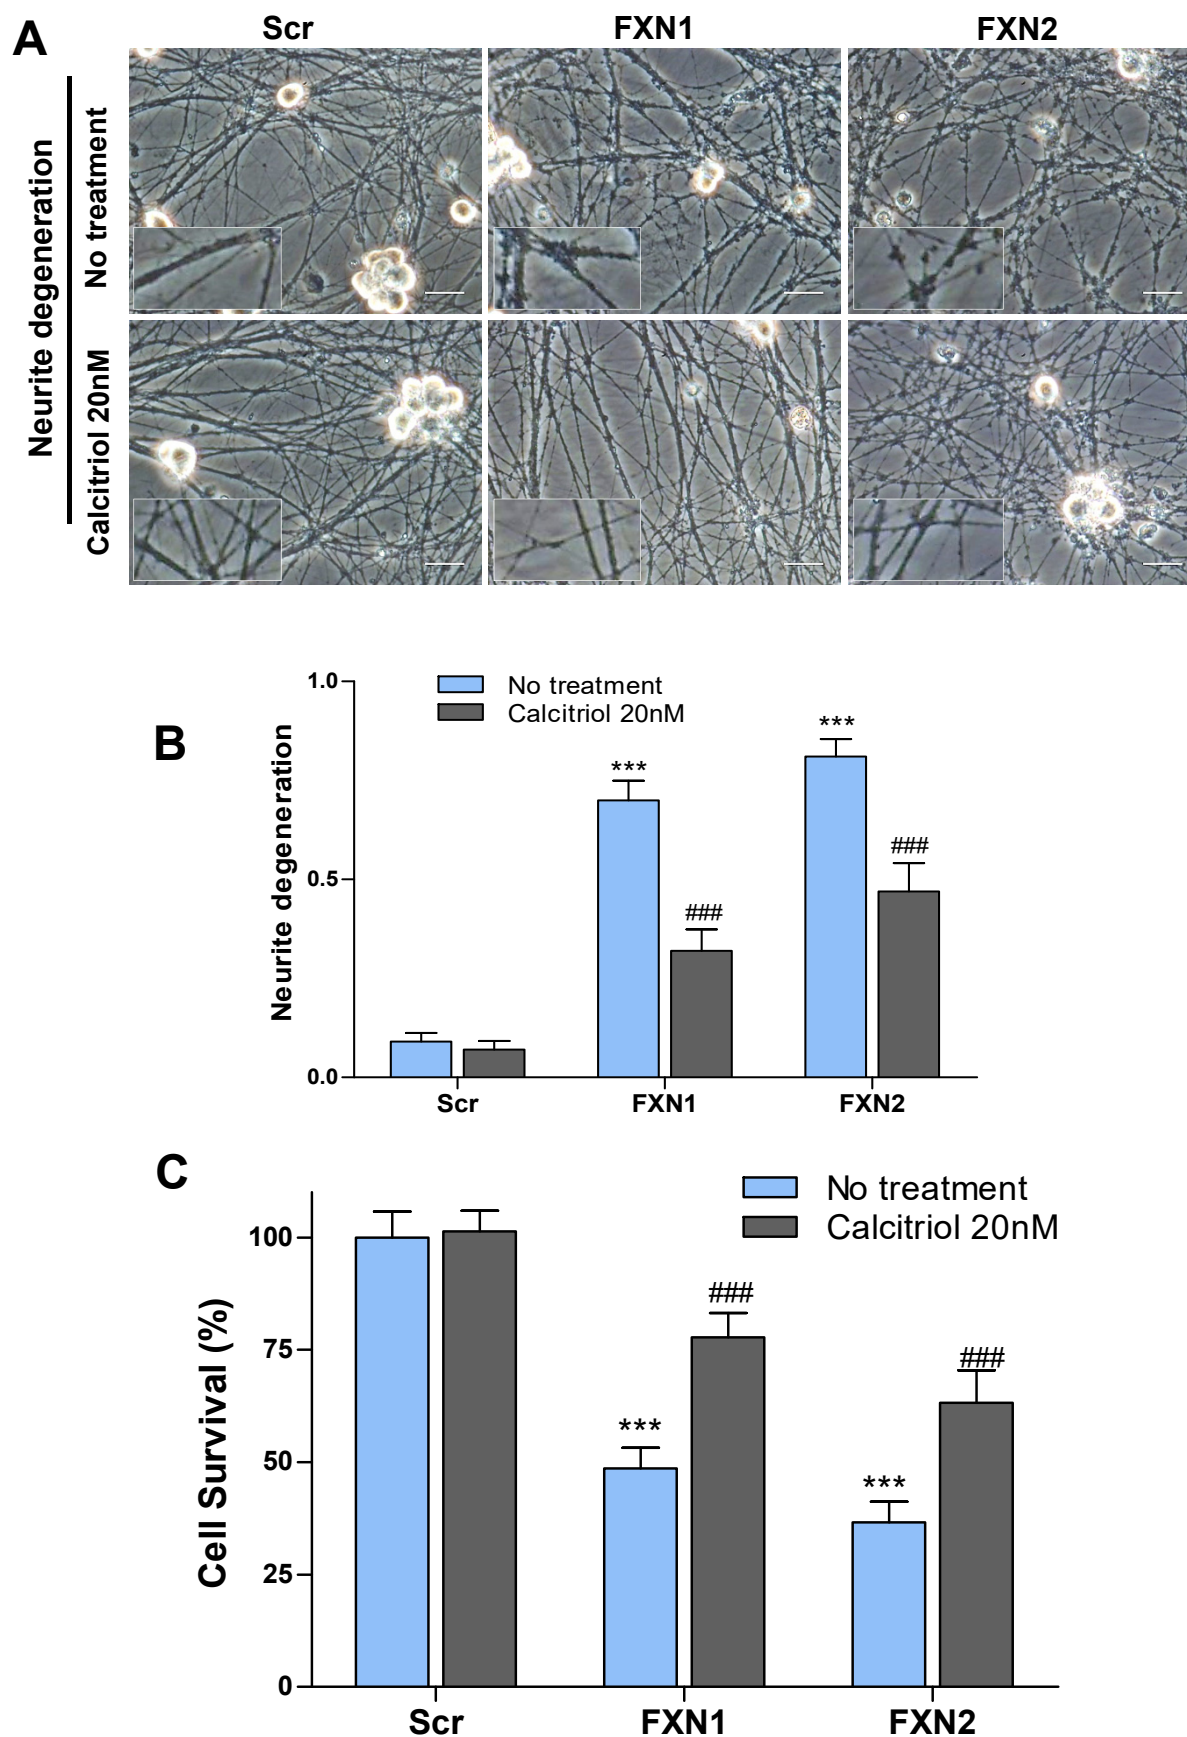 A
Scr
FXN1
FXN2
Neurite degeneration
No treatment
Calcitriol 20nM
B
Neurite degeneration
1.0
0.5
0.0
No treatment
Calcitriol 20nM
***
###
***
###
Scr
FXN1
FXN2
C
Cell Survival (%)
100
75
50
25
0
No treatment
Calcitriol 20nM
***
###
***
###
Scr
FXN1
FXN2